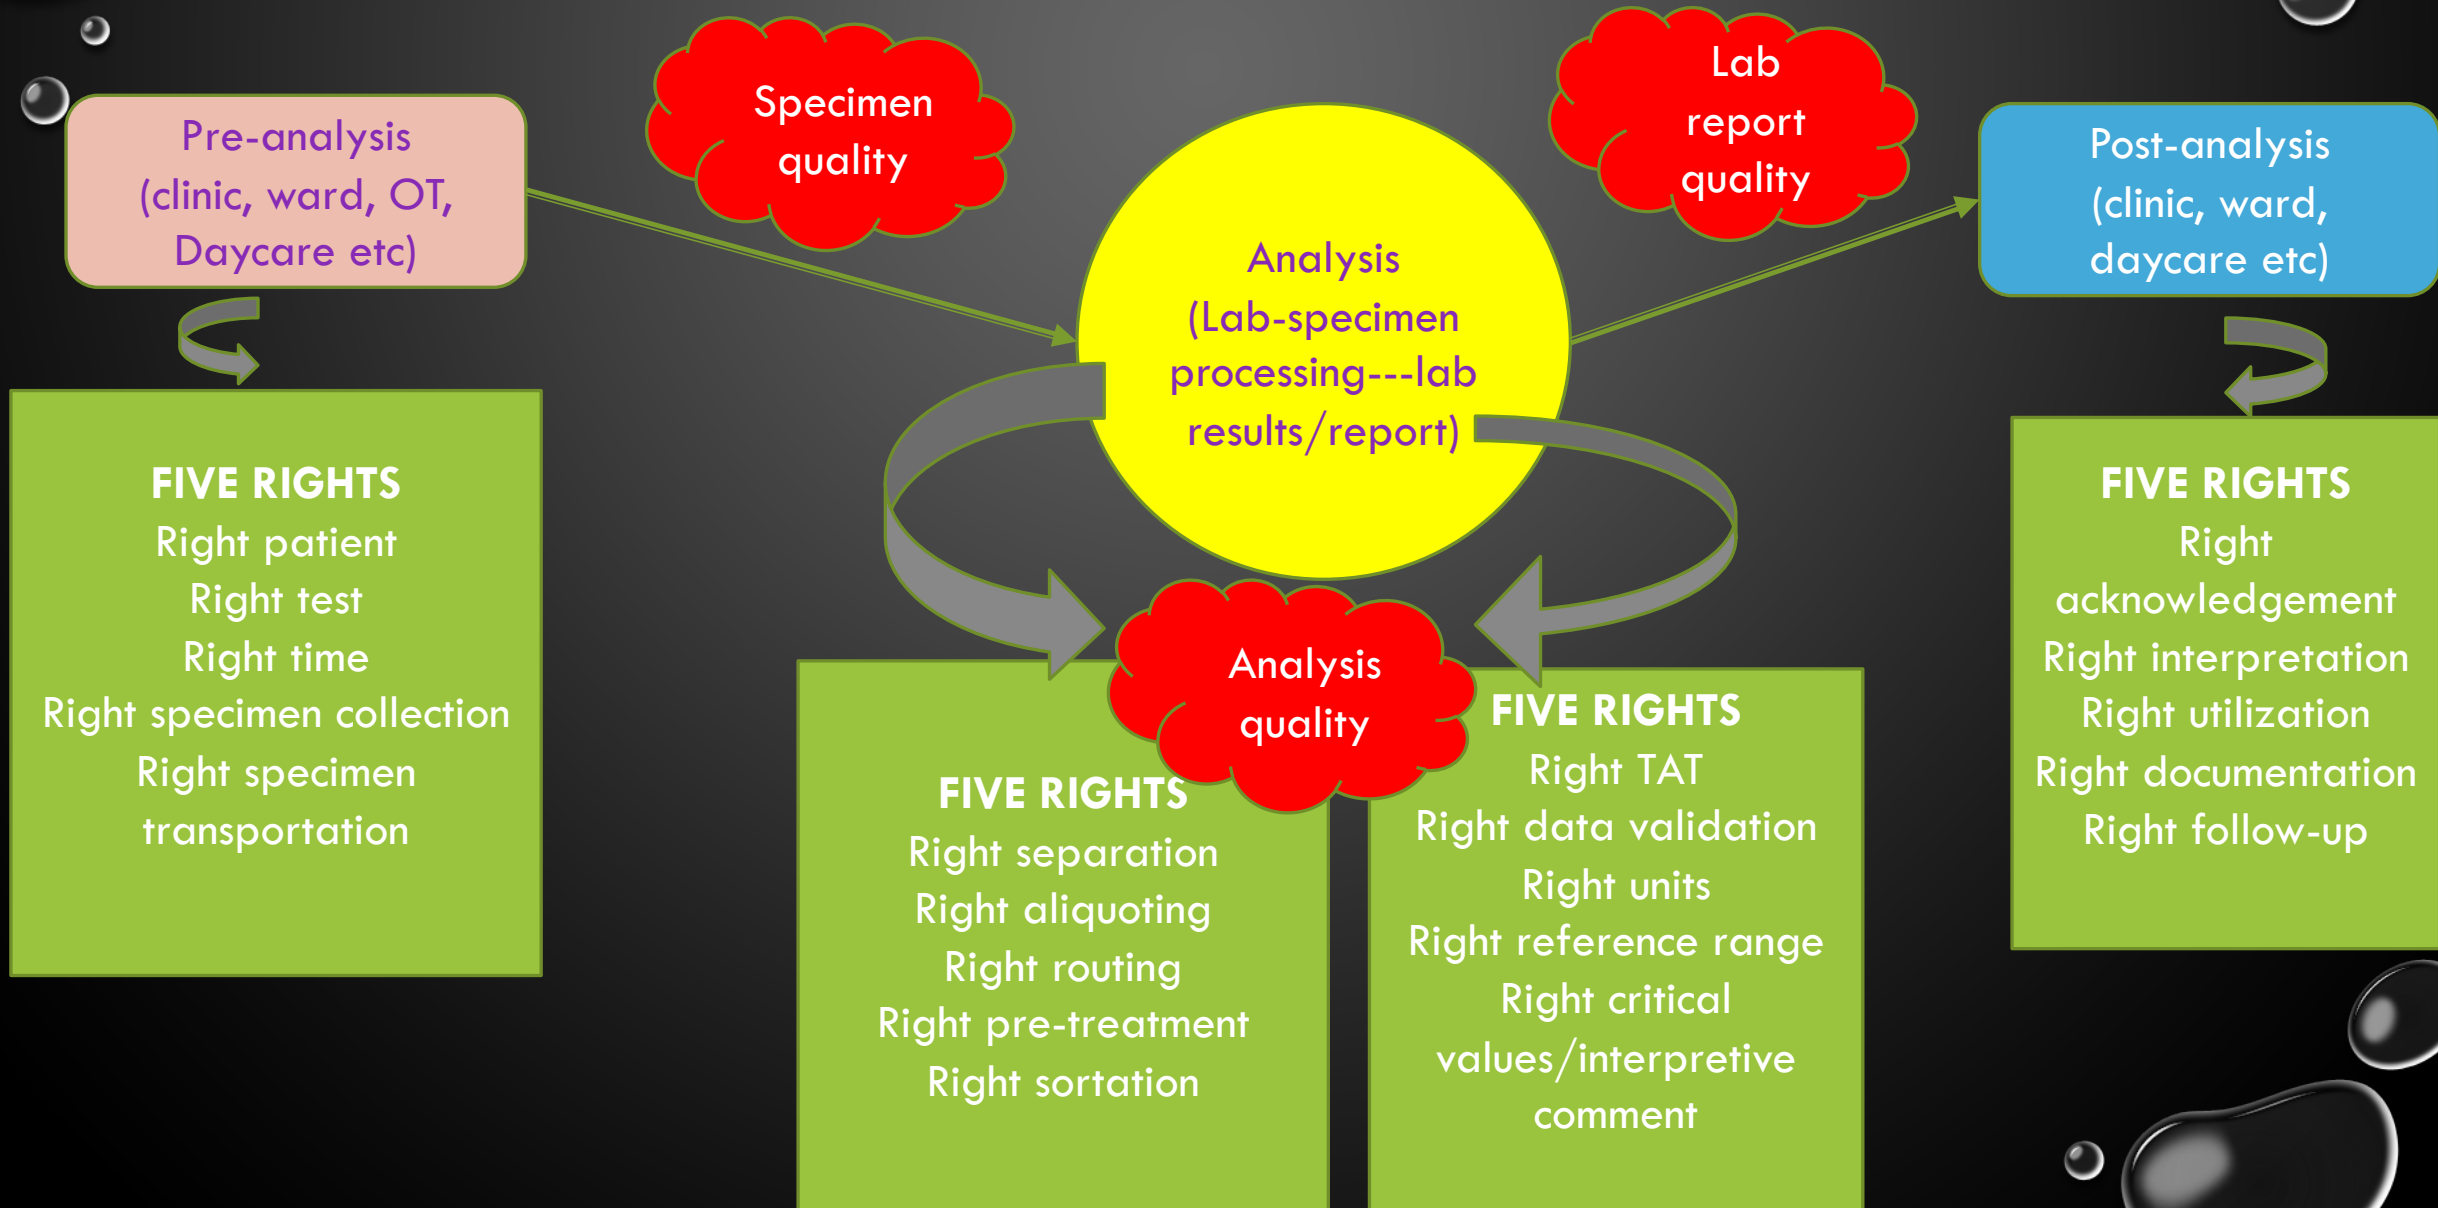 Pre-analysis
(clinic, ward, OT,
Daycare etc)
Specimen
quality
Analysis
(Lab-specimen
processing---lab
results/report)
Lab
report
quality
Post-analysis
(clinic, ward,
daycare etc)
FIVE RIGHTS
Right patient
Right test
Right time
Right specimen collection
Right specimen
transportation
Analysis
quality
FIVE RIGHTS
Right separation
Right aliquoting
Right routing
Right pre-treatment
Right sortation
FIVE RIGHTS
Right TAT
Right data validation
Right units
Right reference range
Right critical
values/interpretive
comment
FIVE RIGHTS
Right
acknowledgement
Right interpretation
Right utilization
Right documentation
Right follow-up